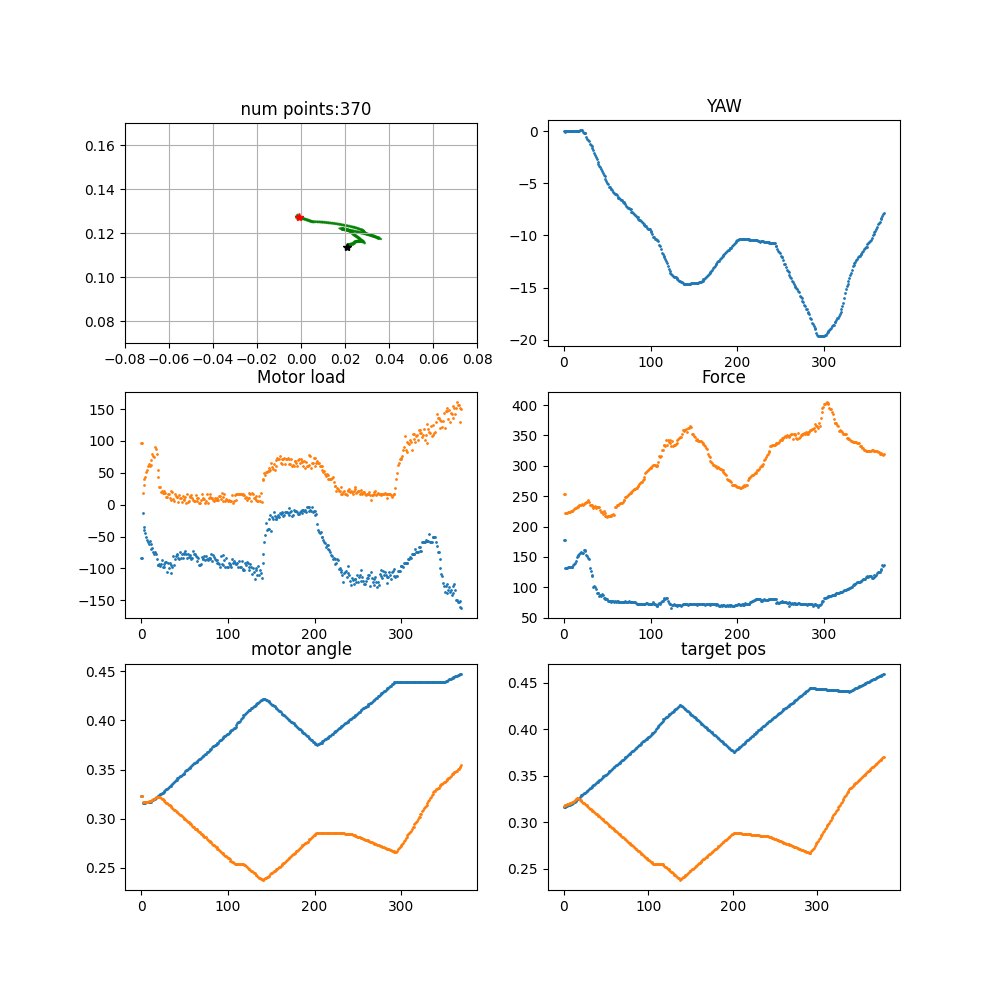 num points:370
0.16
0.14
0.12
0.10
0.08
−0.08 −0.06 −0.04 −0.02 0.00 0.02 0.04 0.06 0.08
YAW
0
−5
−10
−15
−20
0 100 200 300
Motor load
150
100
50
0
−50
−100
−150
0 100 200 300
Force
400
350
300
250
200
150
100
50
0 100 200 300
motor angle
0.45
0.40
0.35
0.30
0.25
0 100 200 300
target pos
0.45
0.40
0.35
0.30
0.25
0 100 200 300